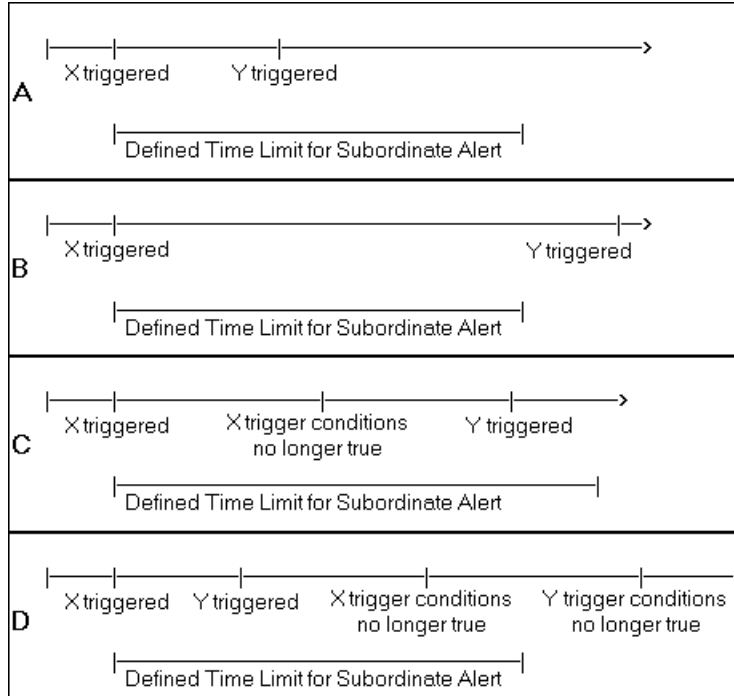 X triggered Y triggered
A
Defined Time Limit for Subordinate Alert
X triggered Y triggered
B
Defined Time Limit for Subordinate Alert
X triggered X trigger conditions Y triggered
no longer true
C
Defined Time Limit for Subordinate Alert
X triggered Y triggered X trigger conditions Y trigger conditions
no longer true no longer true
D
Defined Time Limit for Subordinate Alert